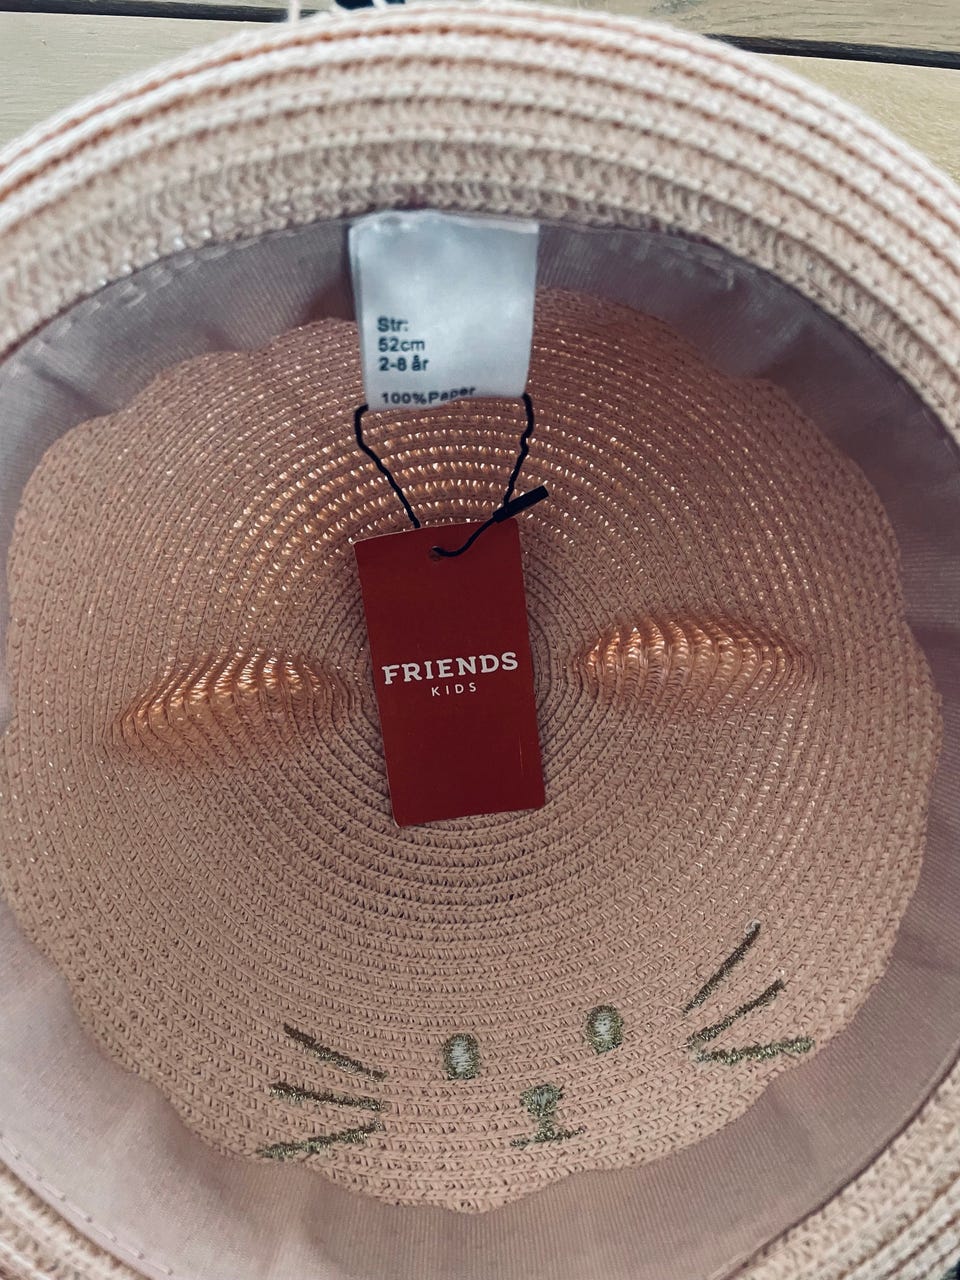 Str:
52cm
2-8 år
100%Paper
FRIENDS
KIDS